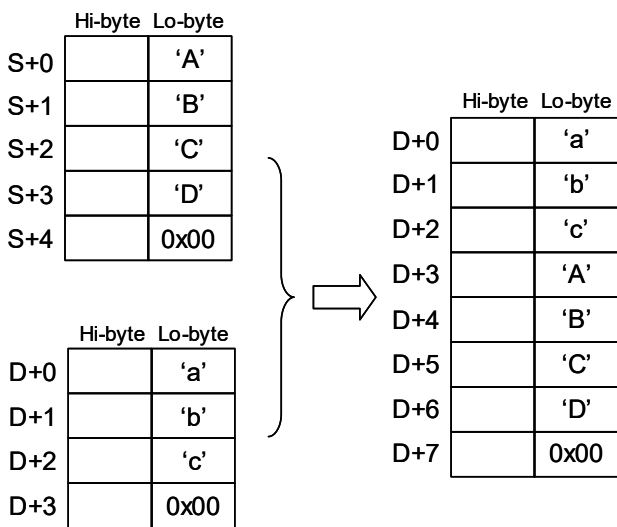 Hi-byte Lo-byte
S+0 ‘A’
S+1 ‘B’
S+2 ‘C’
S+3 ‘D’
S+4 0x00
Hi-byte Lo-byte
D+0 ‘a’
D+1 ‘b’
D+2 ‘c’
D+3 0x00
Hi-byte Lo-byte
D+0 ‘a’
D+1 ‘b’
D+2 ‘c’
D+3 ‘A’
D+4 ‘B’
D+5 ‘C’
D+6 ‘D’
D+7 0x00